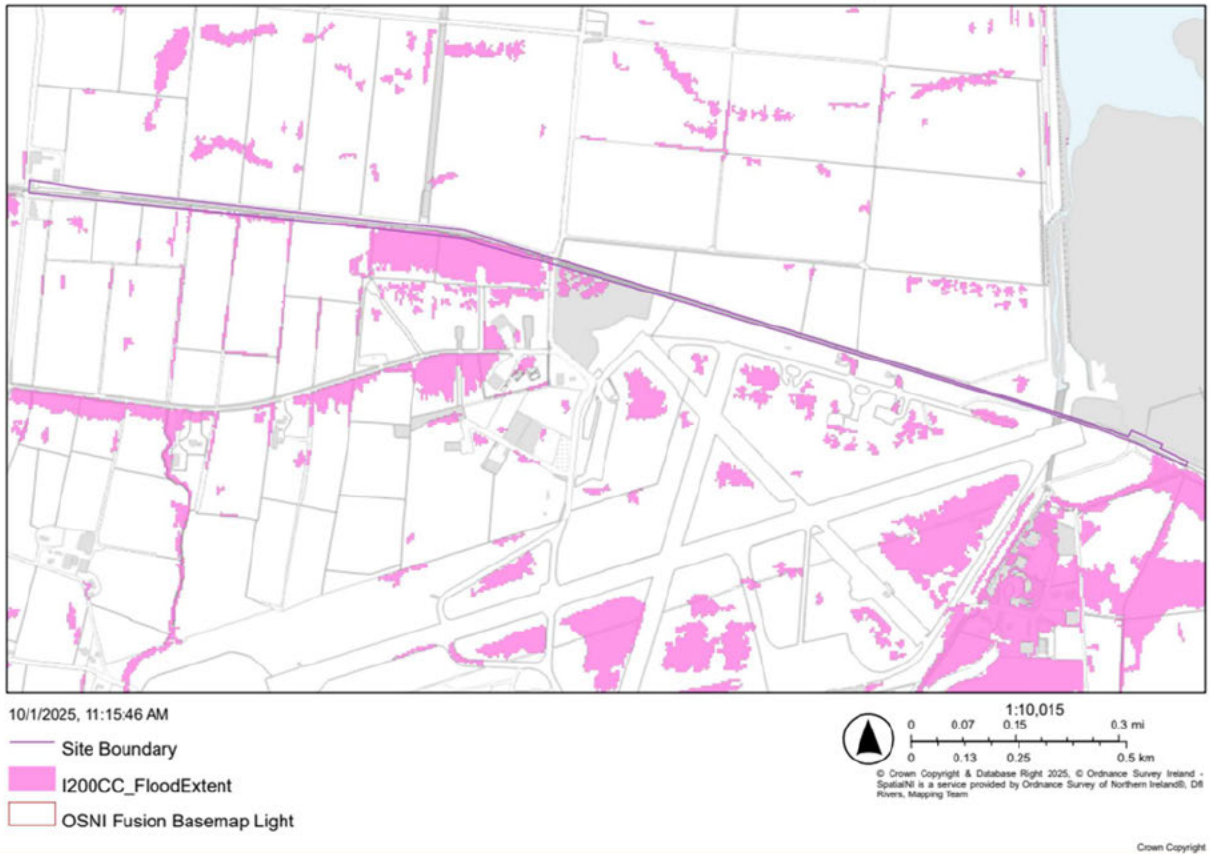 10/1/2025, 11:15:46 AM
Site Boundary
I200CC_FloodExtent
OSNI Fusion Basemap Light
1:10,015
0 0.07 0.15 0.3 mi
0 0.13 0.25 0.5 km
© Crown Copyright & Database Right 2025, © Ordnance Survey Ireland -
SpatialNI is a service provided by Ordnance Survey of Northern Ireland®, DfI
Rivers, Mapping Team
Crown Copyright